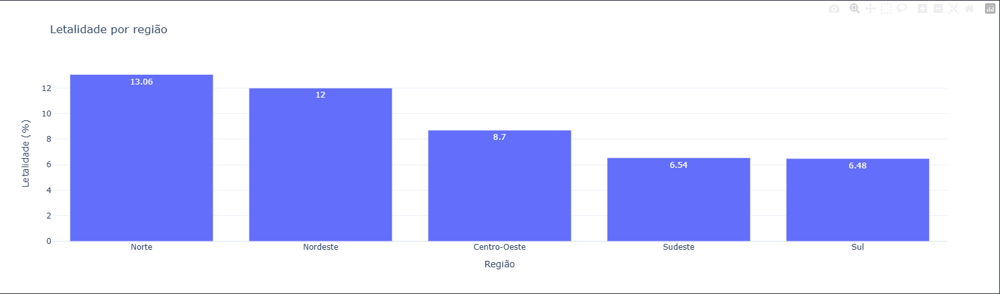 Letalidade por região
Letalidade (%)
12
10
8
6
4
2
0
13.06
12
8.7
6.54
6.48
Norte
Nordeste
Centro-Oeste
Sudeste
Sul
Região